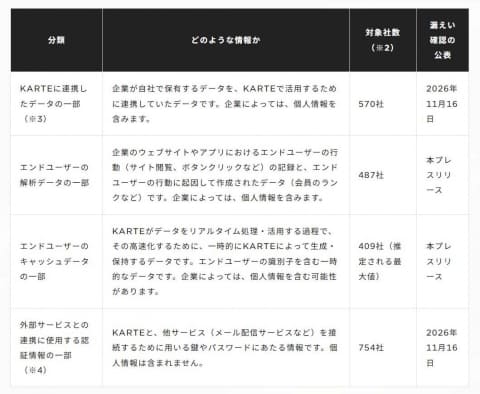 分類
どのような情報か
対象社数
（※2）
漏えい
確認の
公表
KARTEに連携し
たデータの一部
（※3）
企業が自社で保有するデータを、KARTEで活用するため
に連携していたデータです。企業によっては、個人情報を
含みます。
570社
2026年
11月16
日
エンドユーザーの
解析データの一部
企業のウェブサイトやアプリにおけるエンドユーザーの行
動（サイト閲覧、ボタンクリックなど）の記録と、エンド
ユーザーの行動に起因して作成されたデータ（会員のラン
クなど）です。企業によっては、個人情報を含みます。
487社
本プレ
スリリ
ース
エンドユーザーの
キャッシュデータ
の一部
KARTEがデータをリアルタイム処理・活用する過程で、
その高速化するために、一時的にKARTEによって生成・
保持するデータです。エンドユーザーの識別子を含む一時
的なデータです。企業によっては、個人情報を含む可能性
があります。
409社（推
定される最
大値）
本プレ
スリリ
ース
外部サービスとの
連携に使用する認
証情報の一部
（※4）
KARTEと、他サービス（メール配信サービスなど）を接
続するために用いる鍵やパスワードにあたる情報です。個
人情報は含まれません。
754社
2026年
11月16
日